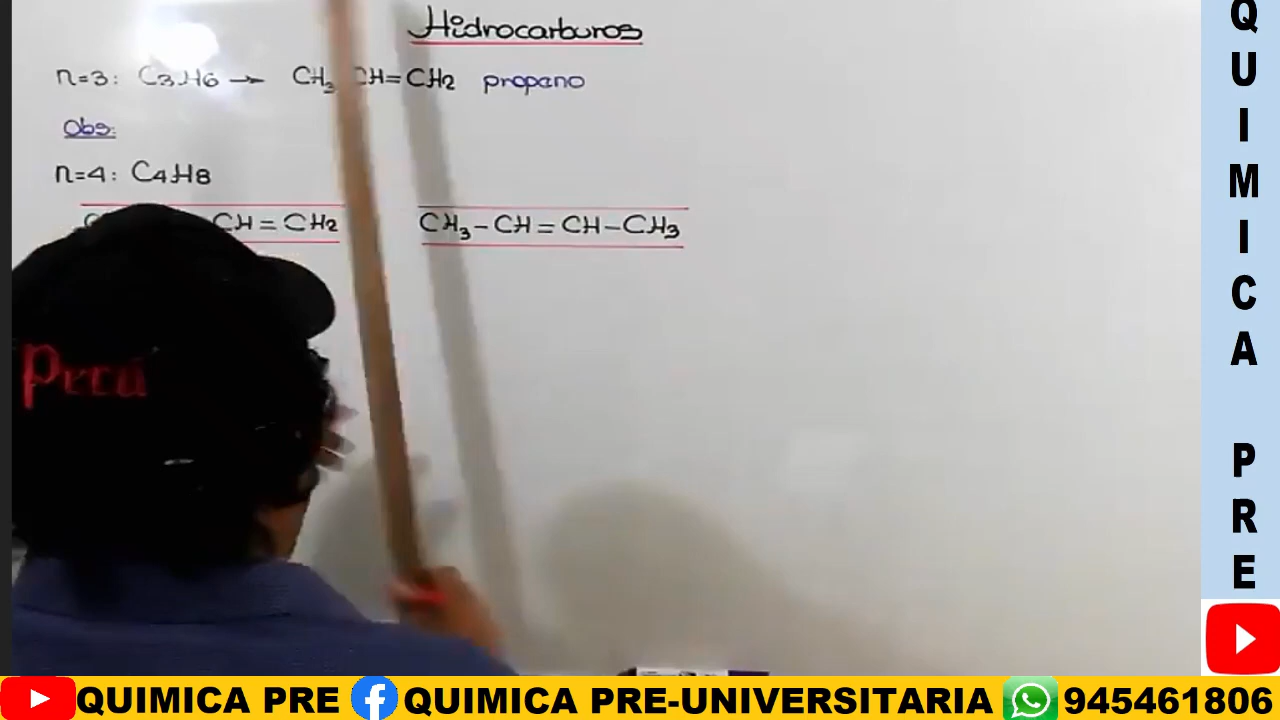 Hidrocarburos
n=3: C3H6 → CH3 CH=CH2 propeno
Obs:
n=4: C4H8
CH=CH2 CH3-CH=CH-CH3
Perú
QUIMICA PRE
QUIMICA PRE QUIMICA PRE-UNIVERSITARIA 945461806